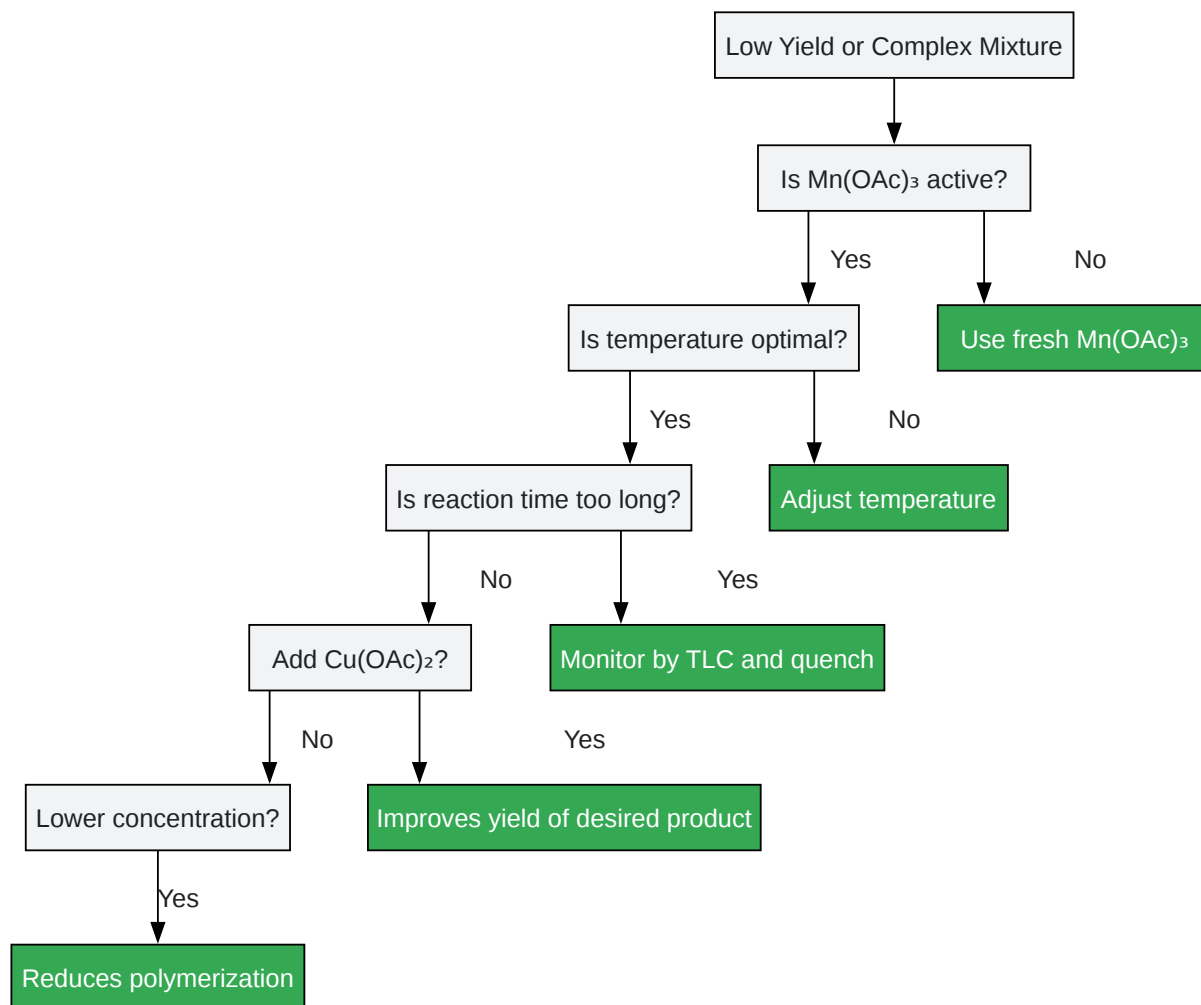 Low Yield or Complex Mixture
Is Mn(OAc)₃ active?
Yes
No
Is temperature optimal?
Use fresh Mn(OAc)₃
Yes
No
Is reaction time too long?
Adjust temperature
No
Yes
Add Cu(OAc)₂?
Monitor by TLC and quench
No
Yes
Lower concentration?
Improves yield of desired product
Yes
Reduces polymerization